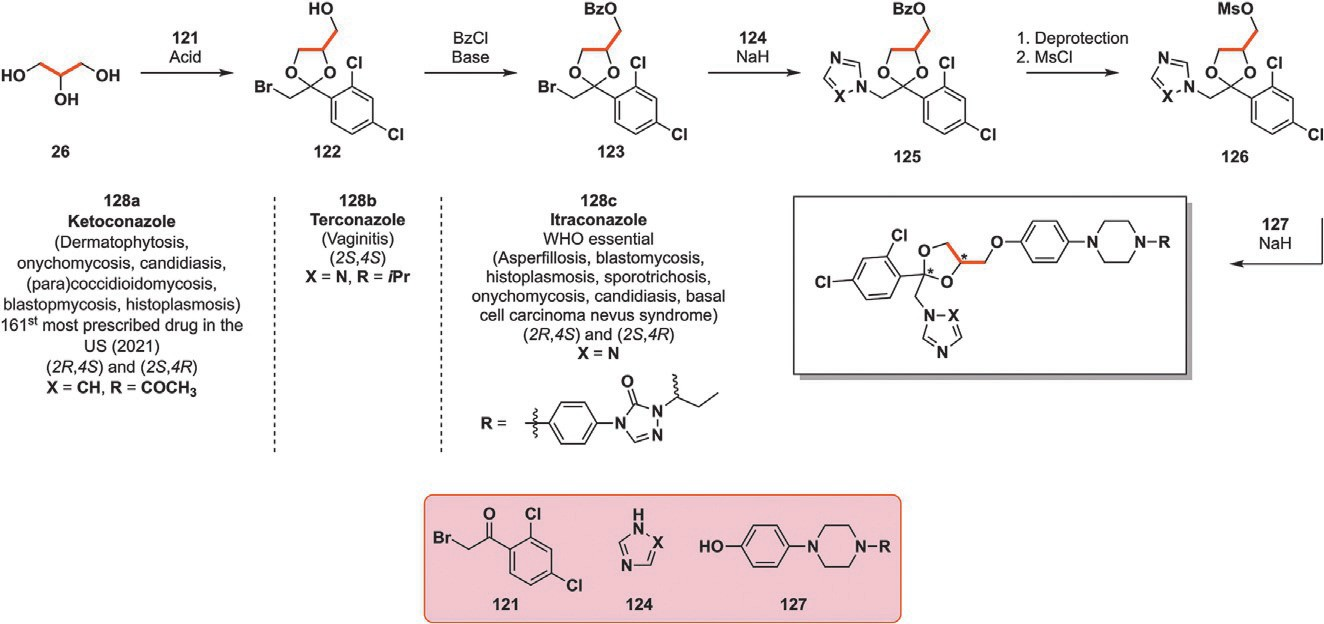 HO
OH
OH
26
121
Acid
HO
O
O
Br
Cl
Cl
122
BzCl
Base
BzO
O
O
Br
Cl
Cl
123
124
NaH
BzO
N
N
X
O
O
Cl
Cl
125
1. Deprotection
2. MsCl
MsO
N
N
X
O
O
Cl
Cl
126
127
NaH
128a
Ketoconazole
(Dermatophytosis,
onychomycosis, candidiasis,
(para)coccidioidomycosis,
blastopmycosis, histoplasmosis)
161st most prescribed drug in the
US (2021)
(2R,4S) and (2S,4R)
X = CH, R = COCH3
128b
Terconazole
(Vaginitis)
(2S,4S)
X = N, R = iPr
128c
Itraconazole
WHO essential
(Asperfillosis, blastomycosis,
histoplasmosis, sporotrichosis,
onychomycosis, candidiasis, basal
cell carcinoma nevus syndrome)
(2R,4S) and (2S,4R)
X = N
R =
O
N
N
N
Cl
Cl
O
O
*
*
O
N
N–R
N–X
N
Br
O
Cl
Cl
121
H
N
X
N
124
HO
N
N–R
127